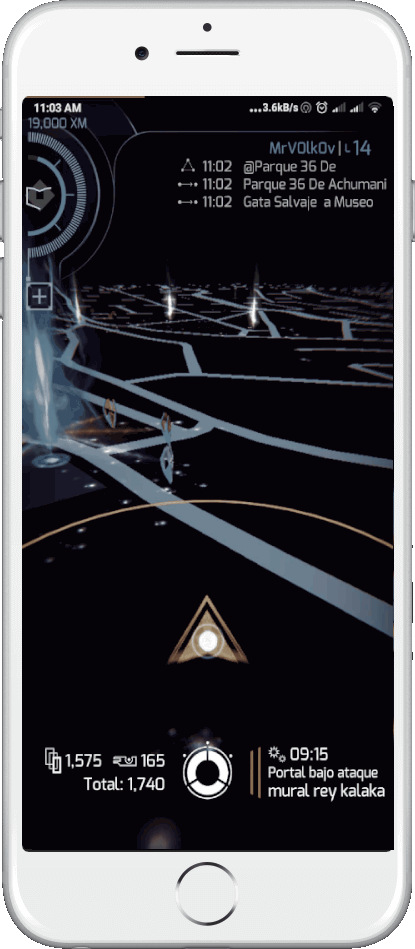 11:03 AM
...3.6kB/s
19,000 XM
MrV0lk0v | L 14
11:02 @Parque 36 De
11:02 Parque 36 De Achumani
11:02 Gata Salvaje a Museo
1,575 165
Total: 1,740
09:15
Portal bajo ataque
mural rey kalaka